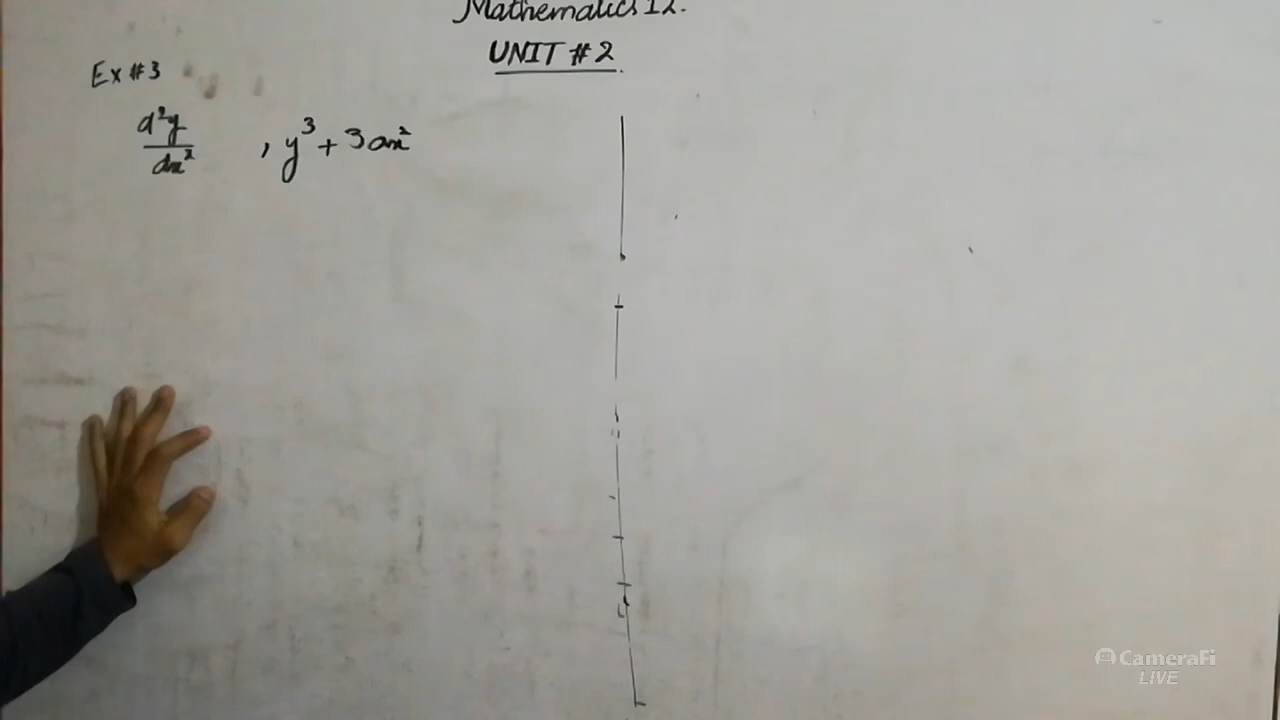 Mathematics 12.
UNIT # 2
Ex # 3
d²y/dx² , y³ + 3ax²
CameraFi
LIVE